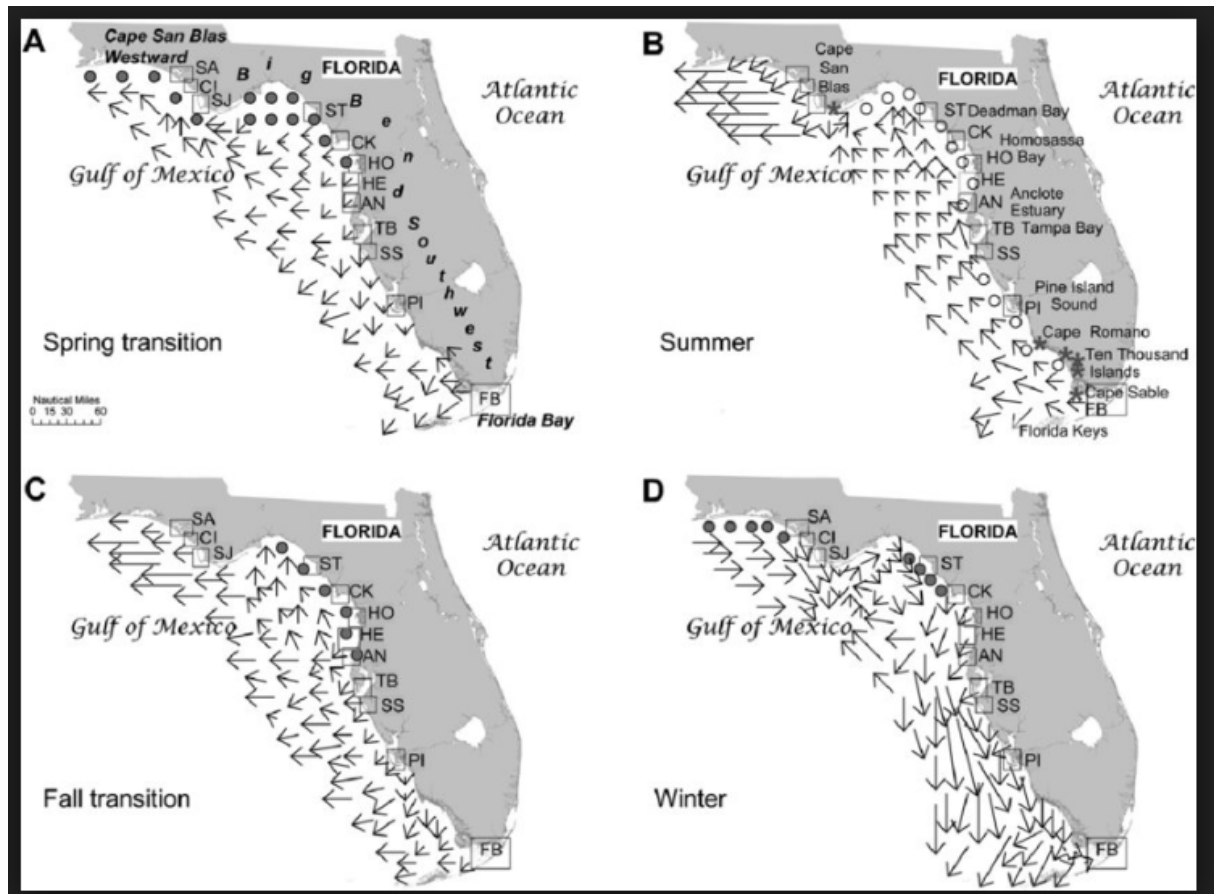 A
Cape San Blas
Westward
SA
CI
SJ
B i g B e n d
FLORIDA
Atlantic
Ocean
ST
CK
HO
HE
AN
TB
SS
PI
S o u t h w e s t
Gulf of Mexico
Spring transition
Nautical Miles
0 15 30 60
FB
Florida Bay
B
Cape
San
Blas
FLORIDA
Atlantic
Ocean
ST Deadman Bay
CK
Homosassa
HO Bay
HE
AN Anclote
Estuary
TB Tampa Bay
SS
Gulf of Mexico
Pine Island
PI Sound
Summer
Cape Romano
Ten Thousand
Islands
Cape Sable
FB
Florida Keys
C
SA
CI
SJ
FLORIDA
Atlantic
Ocean
ST
CK
Gulf of Mexico
HO
HE
AN
TB
SS
PI
Fall transition
FB
D
SA
CI
SJ
FLORIDA
Atlantic
Ocean
ST
CK
Gulf of Mexico
HO
HE
AN
TB
SS
PI
Winter
FB